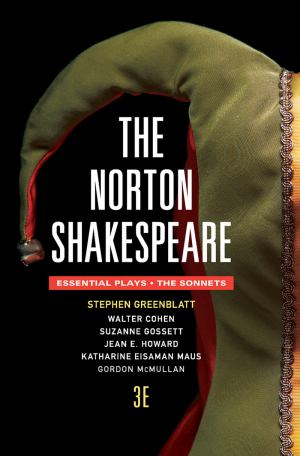 THE
NORTON
SHAKESPEARE
ESSENTIAL PLAYS • THE SONNETS
STEPHEN GREENBLATT
WALTER COHEN
SUZANNE GOSSETT
JEAN E. HOWARD
KATHARINE EISAMAN MAUS
GORDON McMULLAN
3E